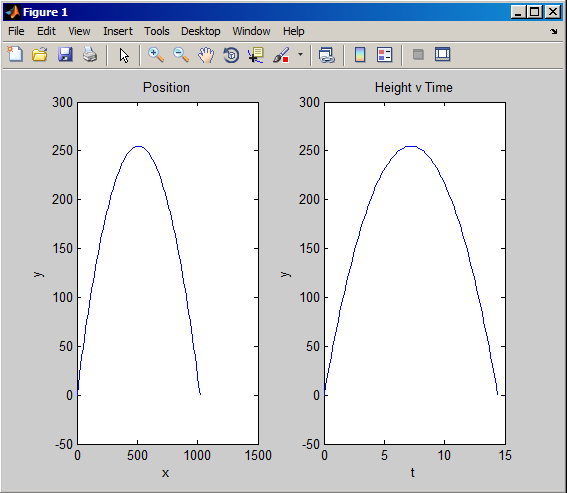 Figure 1
File Edit View Insert Tools Desktop Window Help
Position
300
250
200
150
100
50
0
-50
y
0 500 1000 1500
x
Height v Time
300
250
200
150
100
50
0
-50
y
0 5 10 15
t